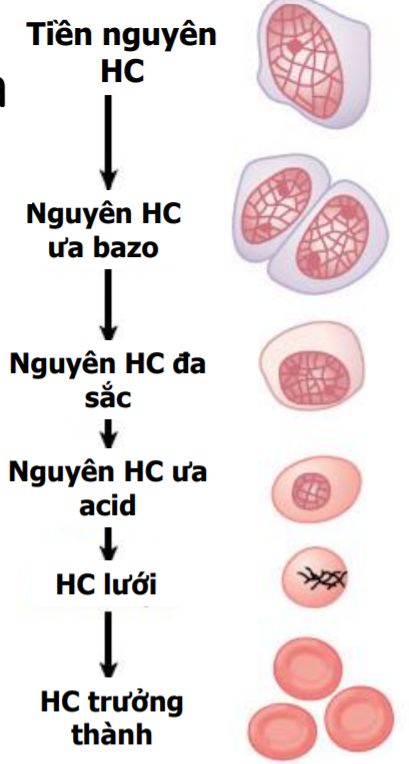 Tiền nguyên
HC
Nguyên HC
ưa bazo
Nguyên HC đa
sắc
Nguyên HC ưa
acid
HC lưới
HC trưởng
thành